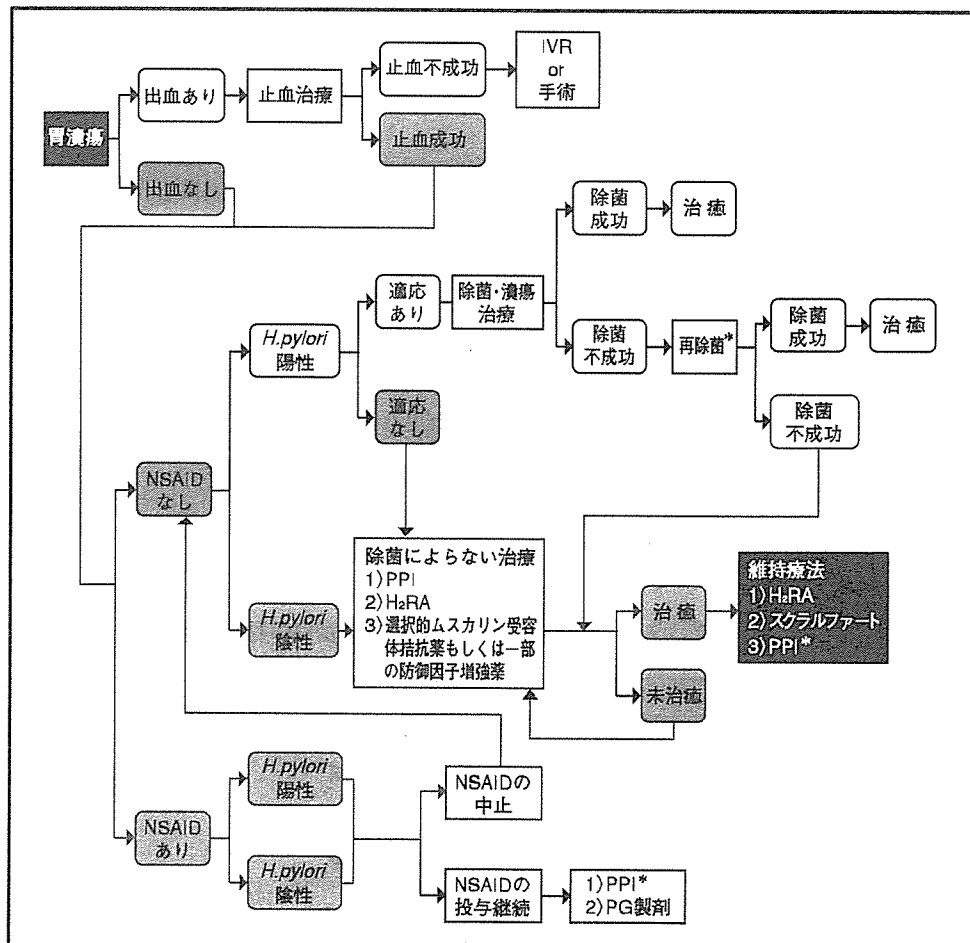 胃潰瘍
出血あり
止血治療
止血不成功
IVR
or
手術
止血成功
出血なし
除菌
成功
治癒
適応
あり
除菌・潰瘍
治療
除菌
不成功
再除菌*
除菌
成功
治癒
除菌
不成功
H.pylori
陽性
適応
なし
NSAID
なし
H.pylori
陰性
除菌によらない治療
1)PPI
2)H₂RA
3)選択的ムスカリン受容
体拮抗薬もしくは一部
の防御因子増強薬
治癒
未治癒
維持療法
1)H₂RA
2)スクラルファート
3)PPI*
NSAID
あり
H.pylori
陽性
H.pylori
陰性
NSAIDの
中止
NSAIDの
投与継続
1)PPI*
2)PG製剤